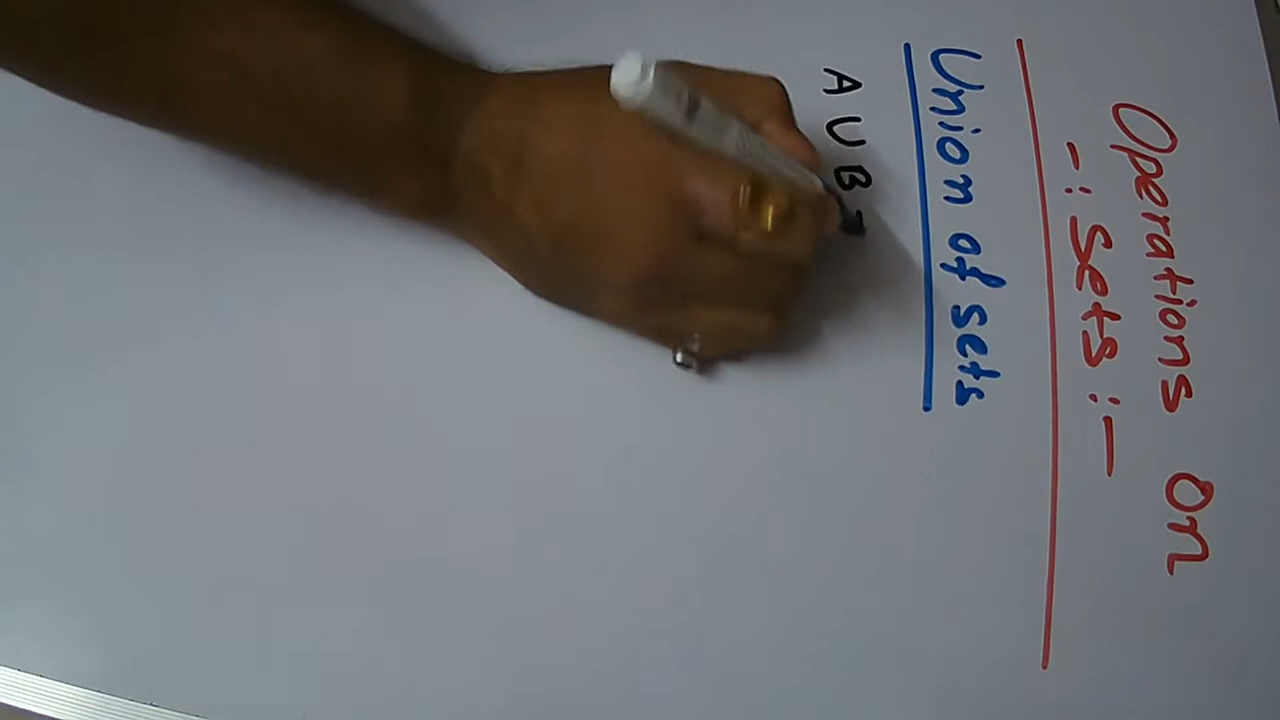 Operations on
-: Sets :-
Union of sets
A U B